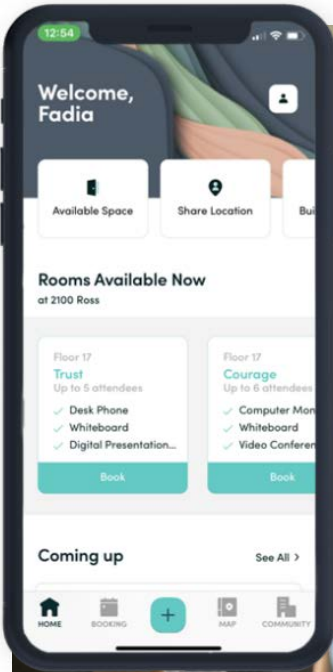 12:54
Welcome,
Fadia
Available Space
Share Location
Bui
Rooms Available Now
at 2100 Ross
Floor 17
Trust
Up to 5 attendees
Desk Phone
Whiteboard
Digital Presentation...
Book
Floor 17
Courage
Up to 6 attendees
Computer Mon
Whiteboard
Video Conferen
Book
Coming up
See All >
HOME
BOOKING
+
MAP
COMMUNITY